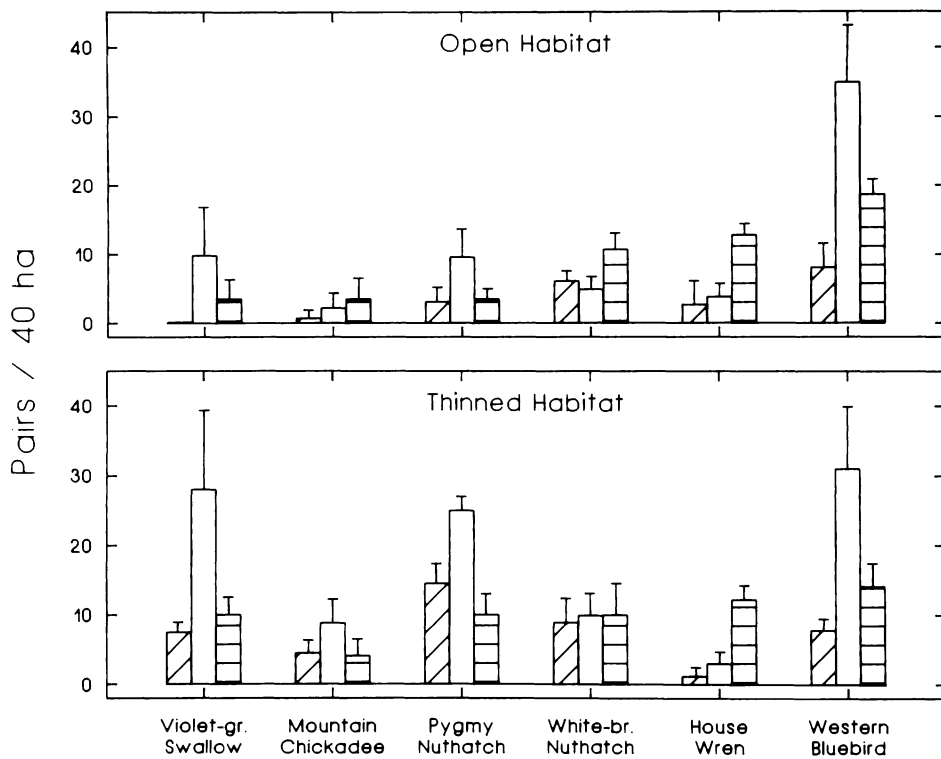 Pairs / 40 ha
Open Habitat
40
30
20
10
0
Thinned Habitat
40
30
20
10
0
Violet-gr.
Swallow
Mountain
Chickadee
Pygmy
Nuthatch
White-br.
Nuthatch
House
Wren
Western
Bluebird